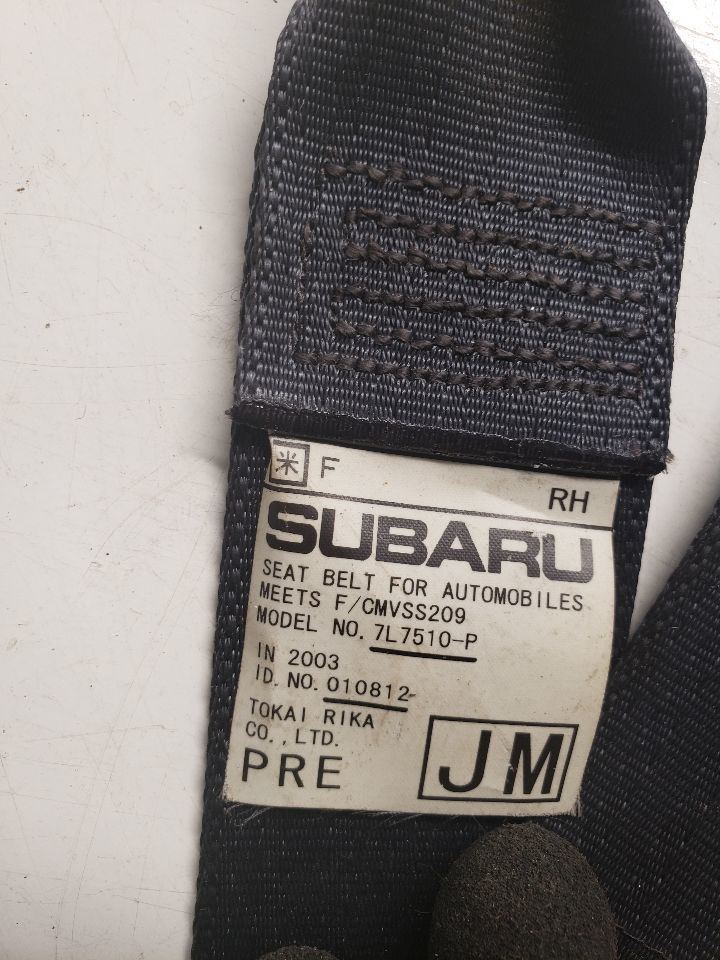 米 F
RH
SUBARU
SEAT BELT FOR AUTOMOBILES
MEETS F/CMVSS209
MODEL NO. 7L7510-P
IN 2003
ID. NO. 010812-
TOKAI RIKA
CO.,LTD.
PRE
JM